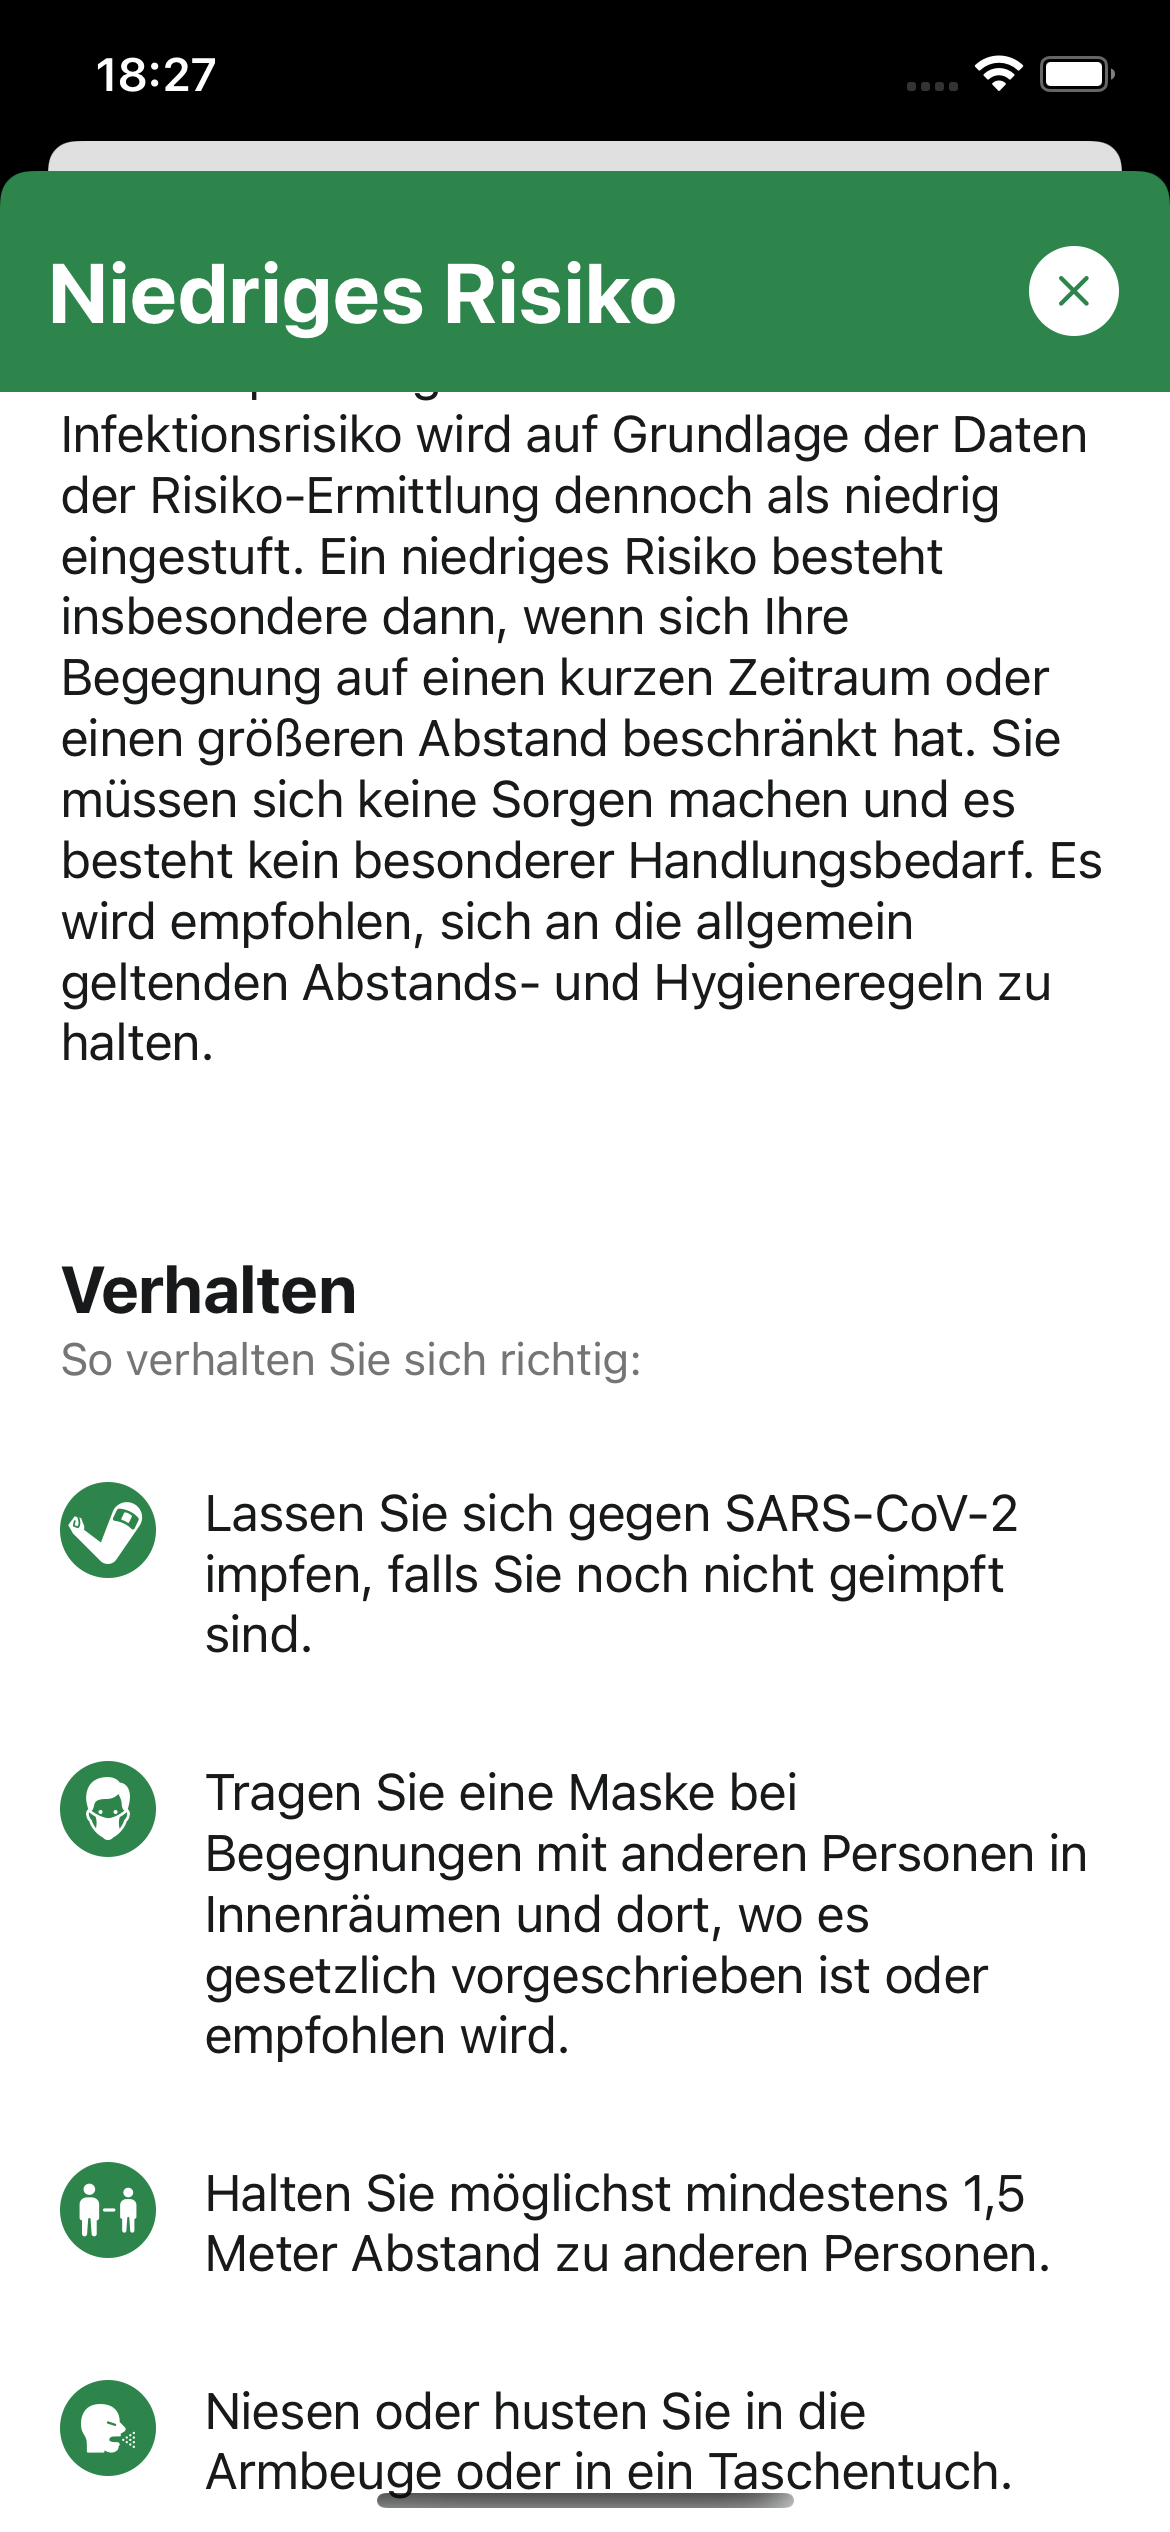 18:27
Niedriges Risiko
Infektionsrisiko wird auf Grundlage der Daten
der Risiko-Ermittlung dennoch als niedrig
eingestuft. Ein niedriges Risiko besteht
insbesondere dann, wenn sich Ihre
Begegnung auf einen kurzen Zeitraum oder
einen größeren Abstand beschränkt hat. Sie
müssen sich keine Sorgen machen und es
besteht kein besonderer Handlungsbedarf. Es
wird empfohlen, sich an die allgemein
geltenden Abstands- und Hygieneregeln zu
halten.
Verhalten
So verhalten Sie sich richtig:
Lassen Sie sich gegen SARS-CoV-2
impfen, falls Sie noch nicht geimpft
sind.
Tragen Sie eine Maske bei
Begegnungen mit anderen Personen in
Innenräumen und dort, wo es
gesetzlich vorgeschrieben ist oder
empfohlen wird.
Halten Sie möglichst mindestens 1,5
Meter Abstand zu anderen Personen.
Niesen oder husten Sie in die
Armbeuge oder in ein Taschentuch.